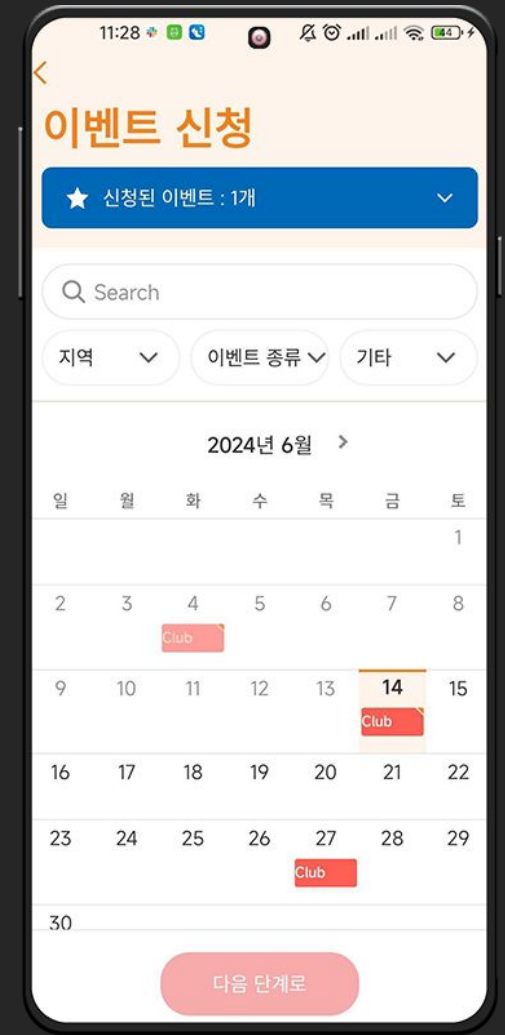 11:28
44
이벤트 신청
신청된 이벤트 : 1개
Search
지역 이벤트 종류 기타
2024년 6월
일 월 화 수 목 금 토
1
2 3 4 5 6 7 8
Club
9 10 11 12 13 14 15
Club
16 17 18 19 20 21 22
23 24 25 26 27 28 29
Club
30
다음 단계로